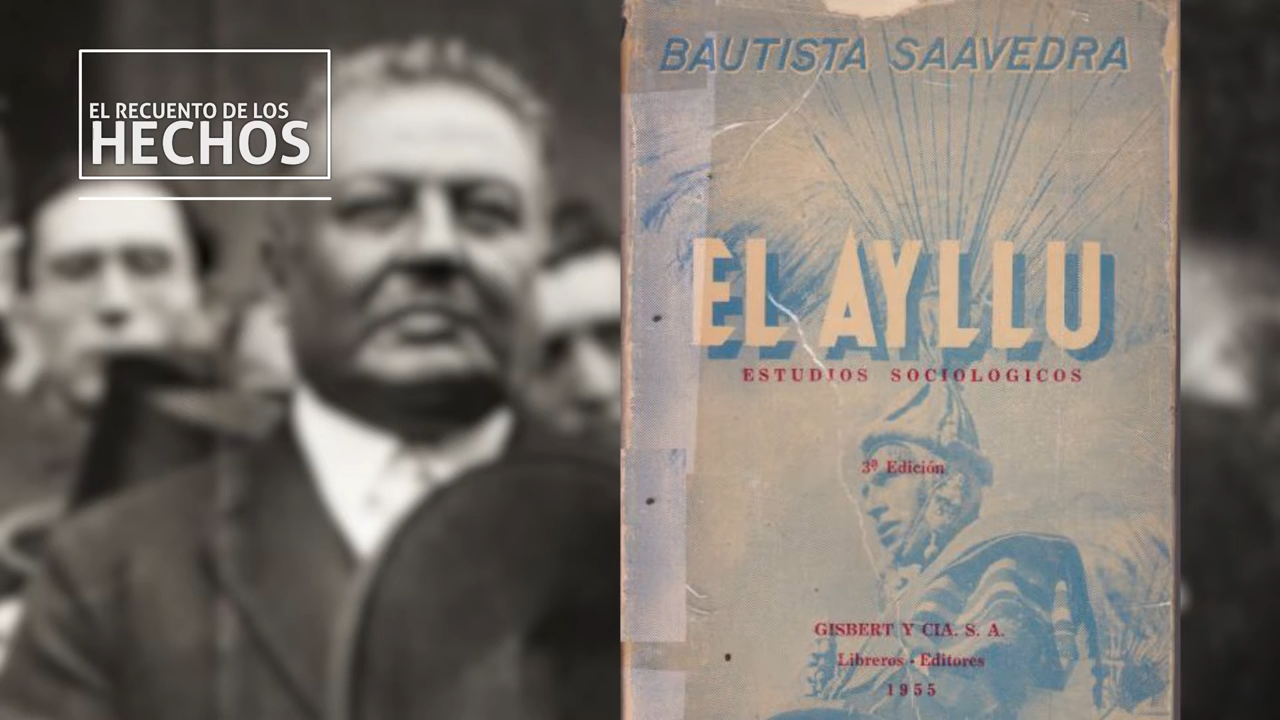 EL RECUENTO DE LOS
HECHOS
BAUTISTA SAAVEDRA
EL AYLLU
ESTUDIOS SOCIOLOGICOS
3ª Edición
GISBERT Y CIA. S. A.
Libreros - Editores
1955